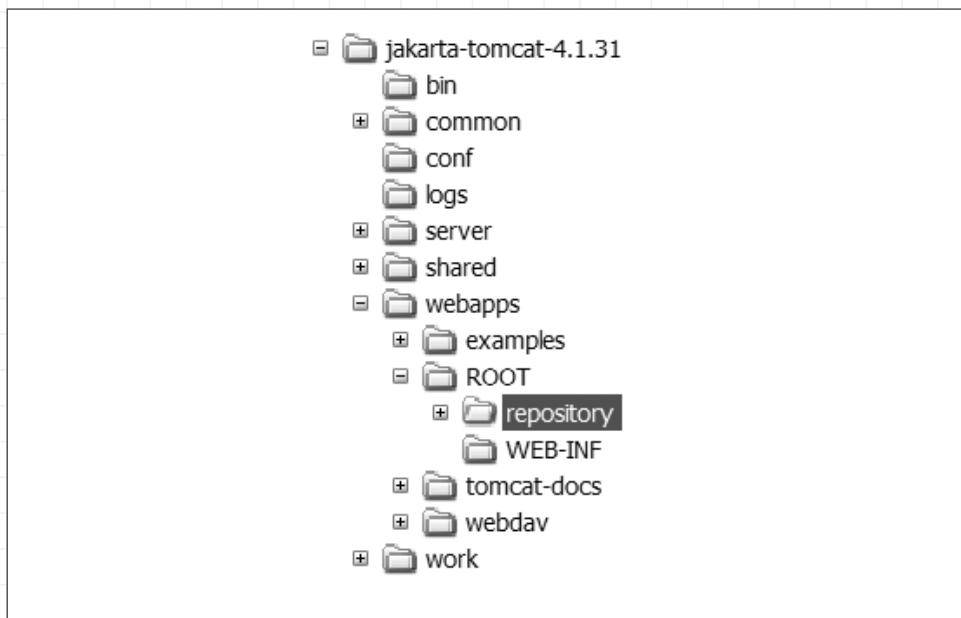 jakarta-tomcat-4.1.31
bin
common
conf
logs
server
shared
webapps
examples
ROOT
repository
WEB-INF
tomcat-docs
webdav
work